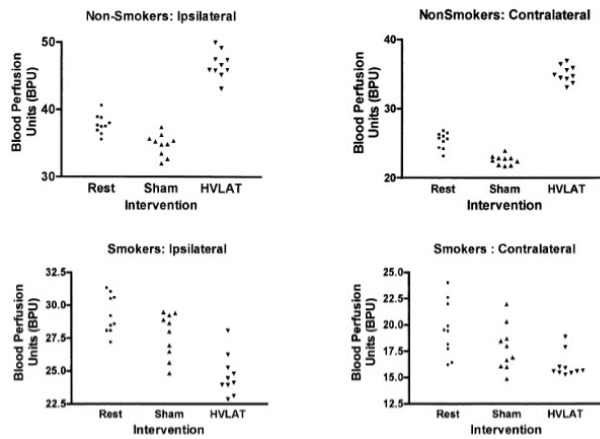 Non-Smokers: Ipsilateral
Blood Perfusion
Units (BPU)
50
40
30
Rest Sham HVLAT
Intervention
NonSmokers: Contralateral
Blood Perfusion
Units (BPU)
40
30
20
Rest Sham HVLAT
Intervention
Smokers: Ipsilateral
Blood Perfusion
Units (BPU)
32.5
30.0
27.5
25.0
22.5
Rest Sham HVLAT
Intervention
Smokers : Contralateral
Blood Perfusion
Units (BPU)
25.0
22.5
20.0
17.5
15.0
12.5
Rest Sham HVLAT
Intervention